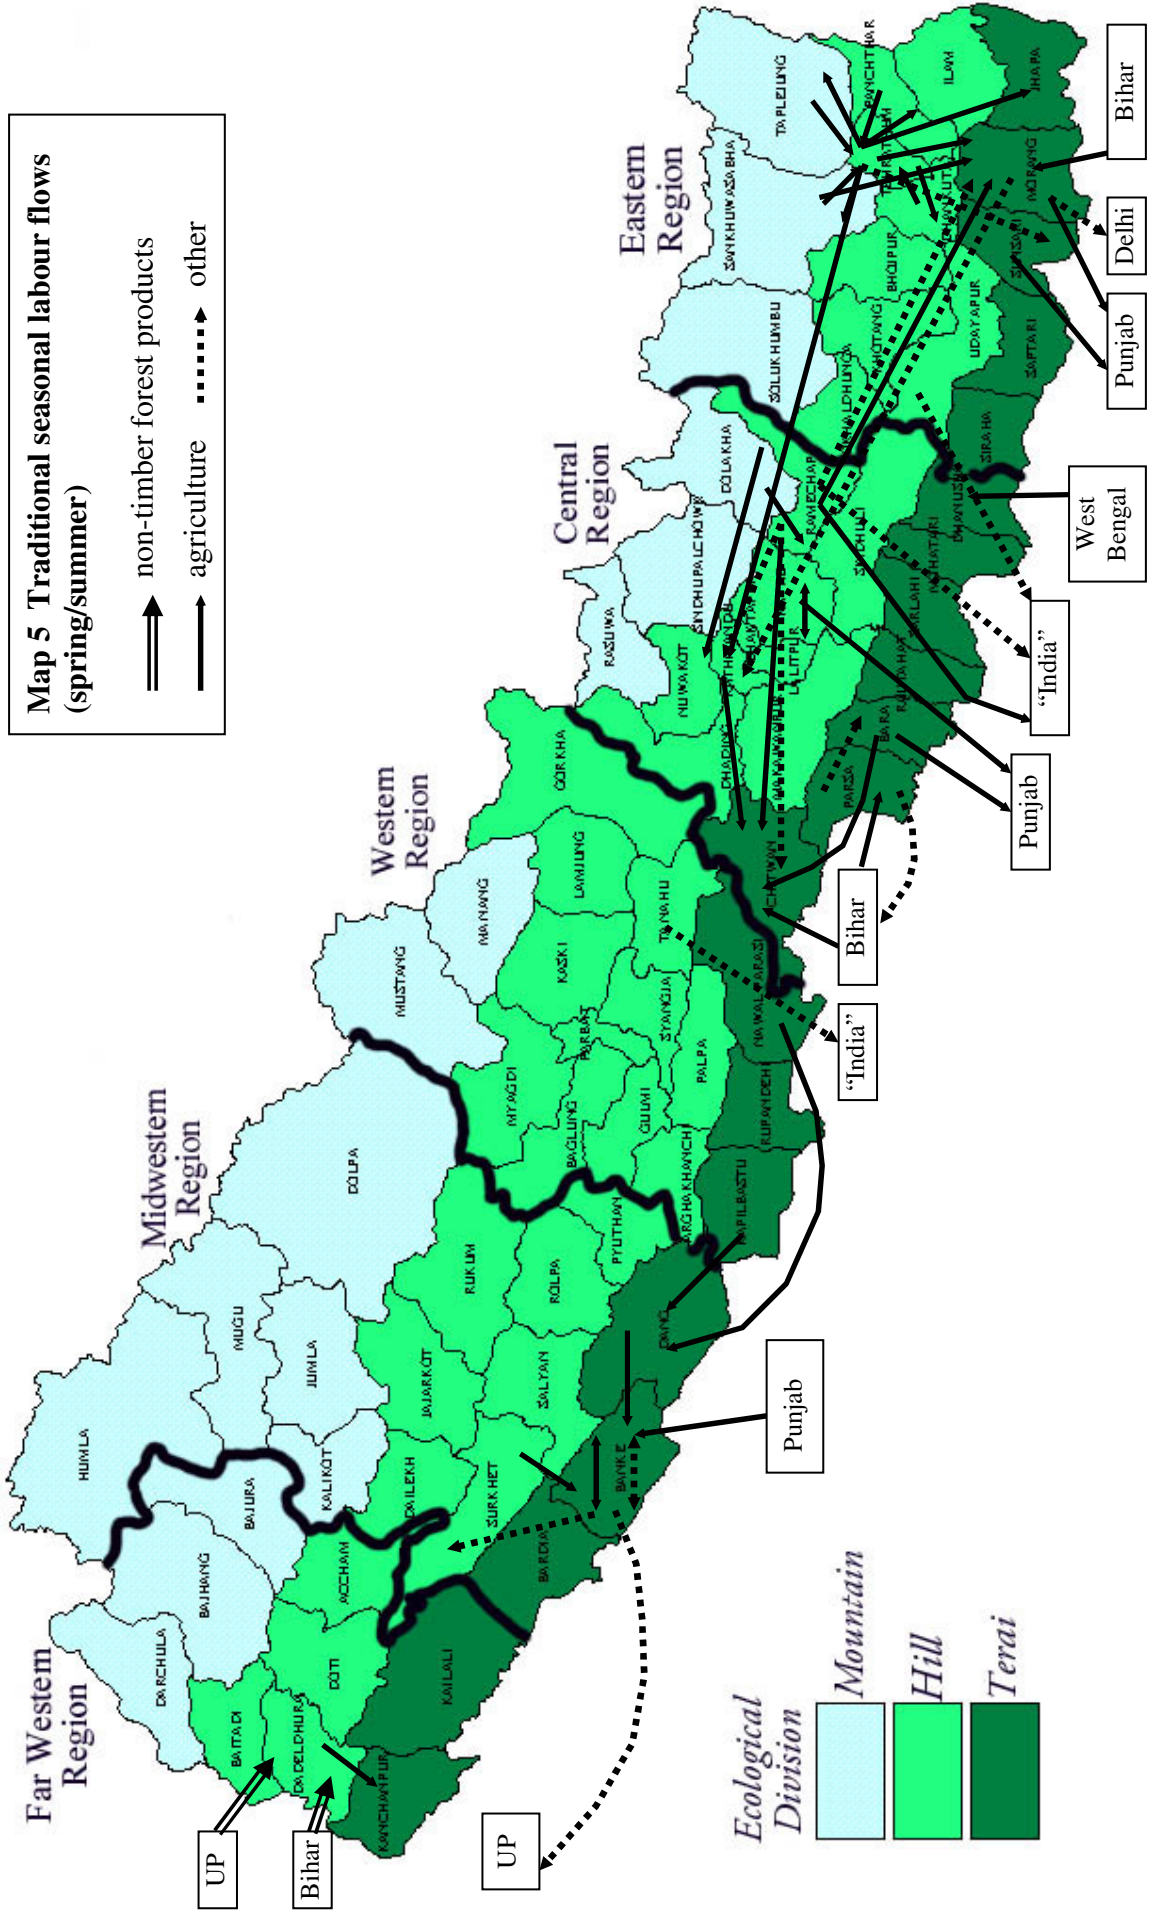 Map 5 Traditional seasonal labour flows
(spring/summer)
non-timber forest products
agriculture
other
Far Western
Region
Midwestern
Region
Western
Region
Central
Region
Eastern
Region
DARCHULA
BAJHANG
BAITADI
DADELDHURA
DOTI
KANCHANPUR
KAILALI
ACCHAM
BAJURA
HUMLA
MUGU
JUMLA
KALIKOT
DOLPA
DAILEKH
JAJARKOT
RUKUM
SURKHET
SALYAN
ROLPA
PYUTHAN
BARDIA
BANKE
DANG
MUSTANG
MANANG
MYAGDI
KASKI
LAMJUNG
GORKHA
BAGLUNG
PARBAT
GULMI
SYANGJA
TANAHU
ARGHAKHANCHI
PALPA
KAPILBASTU
RUPANDEHI
NAWALPARASI
RASUWA
NUWAKOT
SINDHUPALCHOWK
DOLAKHA
DHADING
LALITPUR
RAMECHAP
SINDHULI
CHITWAN
PARSA
BARA
RAUTAHAT
SARLAHI
MOHATARI
DHANUSHA
SOLUKHUMBU
SANKHUWASABHA
TAPLEJUNG
PANCHTHAR
ILAM
BHOJPUR
KHOTANG
UDAYAPUR
SIRAHA
SAPTARI
SUNSARI
MORANG
JHAPA
UP
Bihar
UP
Punjab
"India"
Bihar
Punjab
"India"
West
Bengal
Punjab
Delhi
Bihar
Ecological
Division
Mountain
Hill
Terai